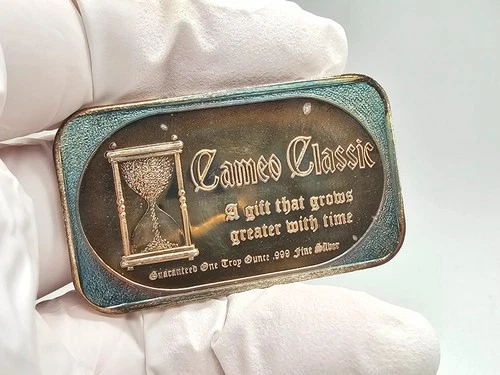 Cameo Classic
A gift that grows
greater with time
Guaranteed One Troy Ounce .999 Fine Silver